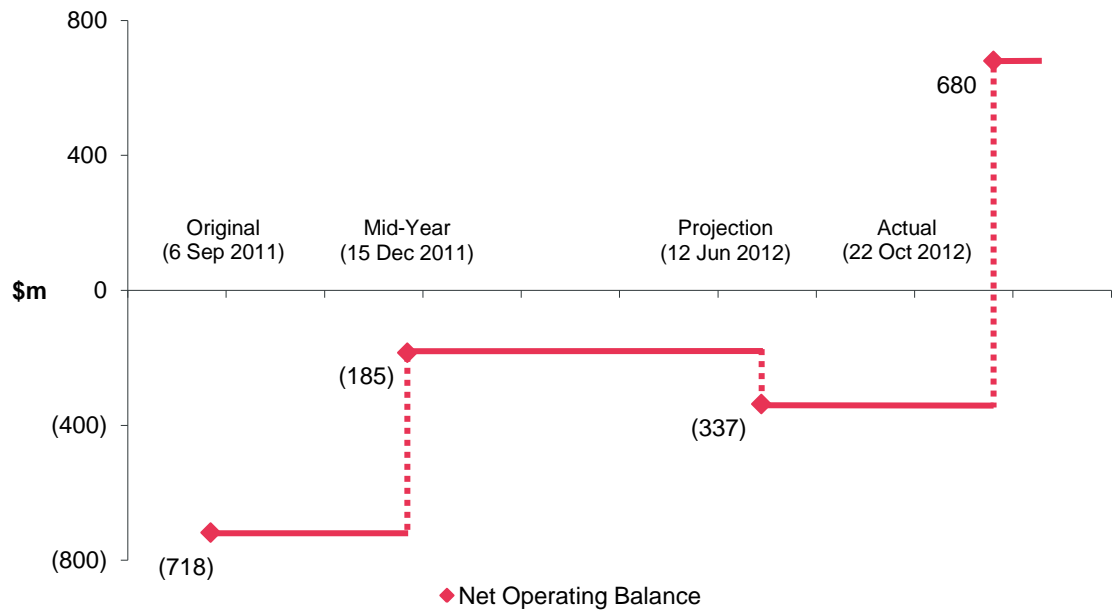 800
680
400
Original
(6 Sep 2011)
Mid-Year
(15 Dec 2011)
Projection
(12 Jun 2012)
Actual
(22 Oct 2012)
$m
0
(185)
(337)
(400)
(718)
(800)
Net Operating Balance